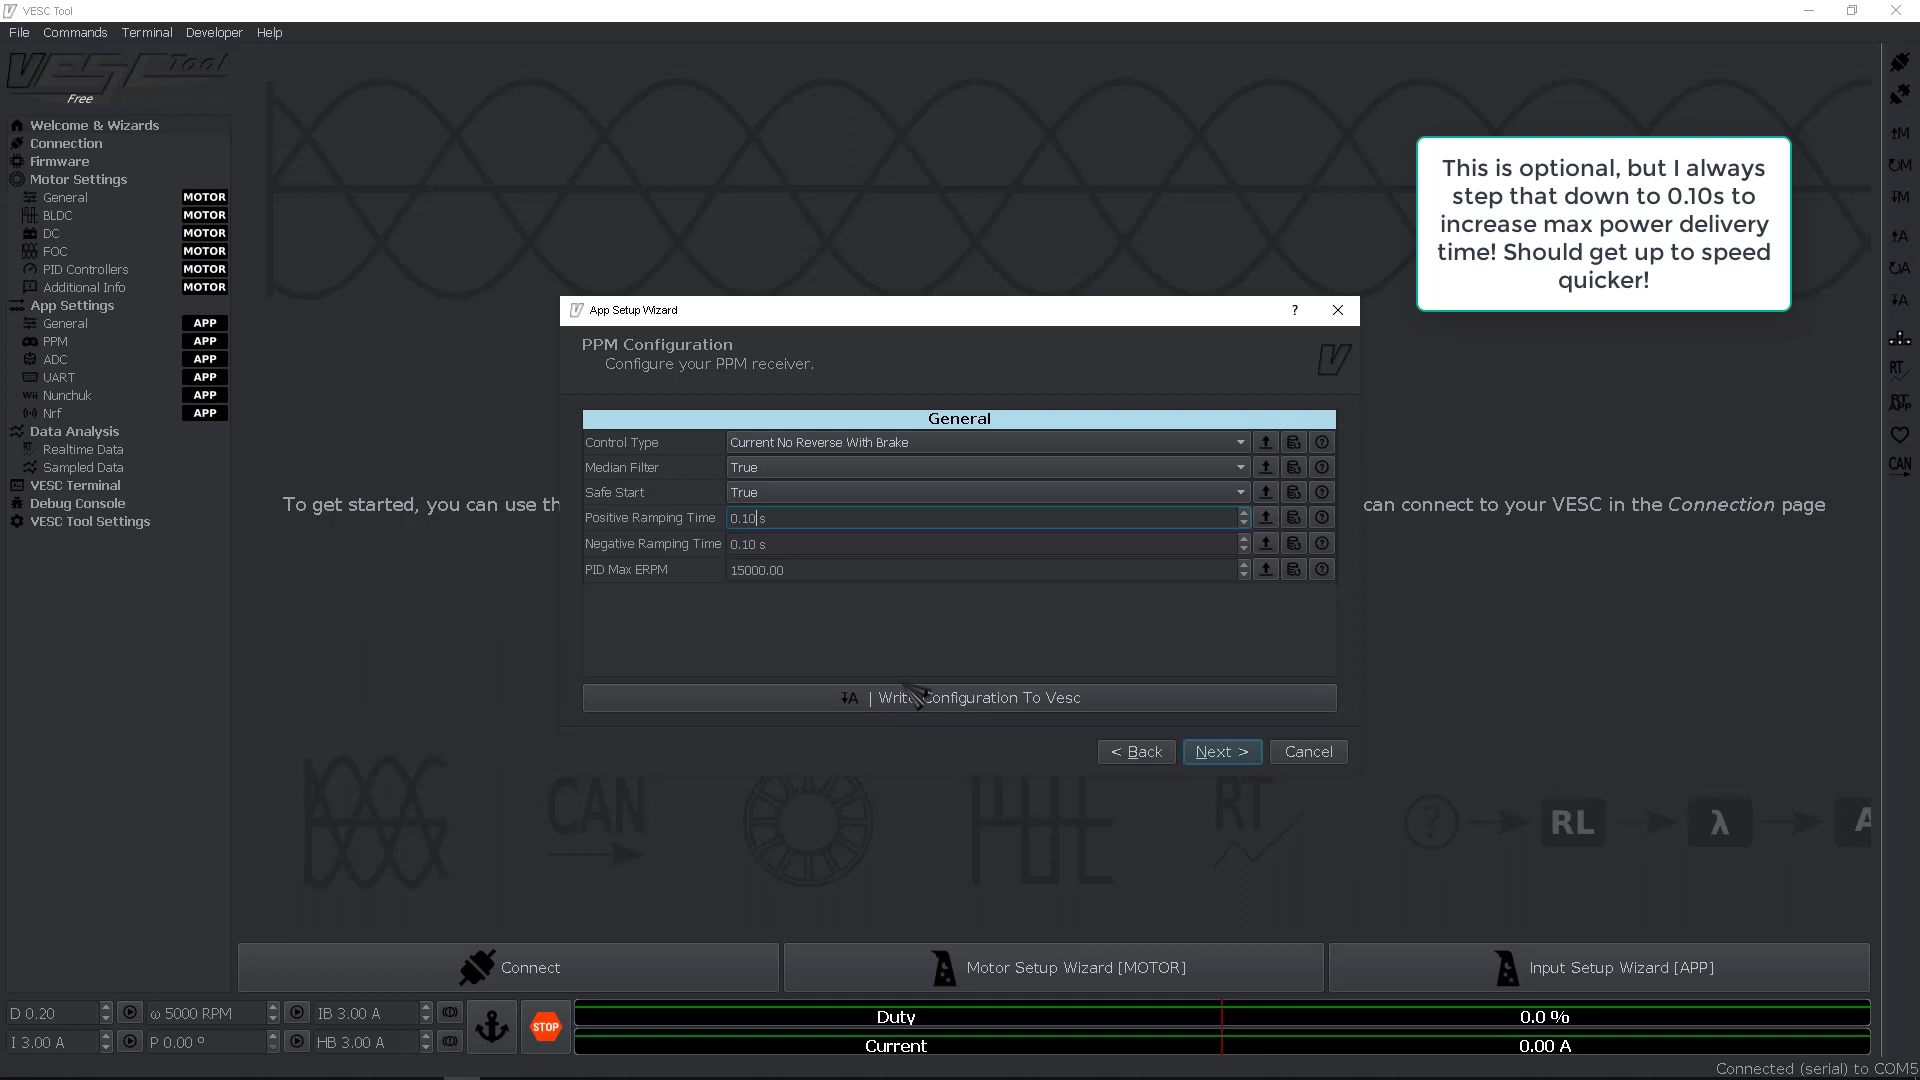 VESC Tool
File Commands Terminal Developer Help
VESC Tool
Free
Welcome & Wizards
Connection
Firmware
Motor Settings
General MOTOR
BLDC MOTOR
DC MOTOR
FOC MOTOR
PID Controllers MOTOR
Additional Info MOTOR
App Settings
General APP
PPM APP
ADC APP
UART APP
Wii Nunchuk APP
Nrf APP
Data Analysis
RT Realtime Data
Sampled Data
VESC Terminal
Debug Console
VESC Tool Settings
This is optional, but I always
step that down to 0.10s to
increase max power delivery
time! Should get up to speed
quicker!
To get started, you can use th
can connect to your VESC in the Connection page
App Setup Wizard ?
PPM Configuration
Configure your PPM receiver.
General
Control Type Current No Reverse With Brake
Median Filter True
Safe Start True
Positive Ramping Time 0.10 s
Negative Ramping Time 0.10 s
PID Max ERPM 15000.00
A | Write Configuration To Vesc
< Back Next > Cancel
M
M
M
A
A
A
RT
RT
APP
CAN
CAN RT ? RL λ A
Connect Motor Setup Wizard [MOTOR] Input Setup Wizard [APP]
D 0.20 ω 5000 RPM IB 3.00 A
I 3.00 A P 0.00 º HB 3.00 A
STOP
Duty 0.0 %
Current 0.00 A
Connected (serial) to COM5